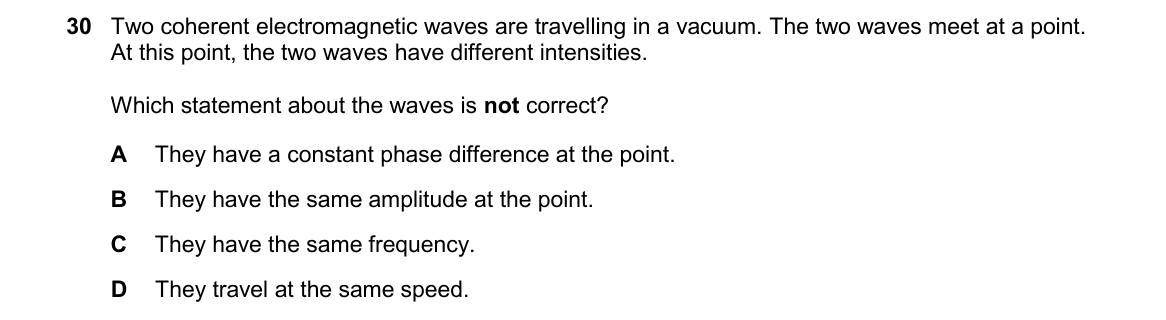 30 Two coherent electromagnetic waves are travelling in a vacuum. The two waves meet at a point.
At this point, the two waves have different intensities.
Which statement about the waves is not correct?
A They have a constant phase difference at the point.
B They have the same amplitude at the point.
C They have the same frequency.
D They travel at the same speed.